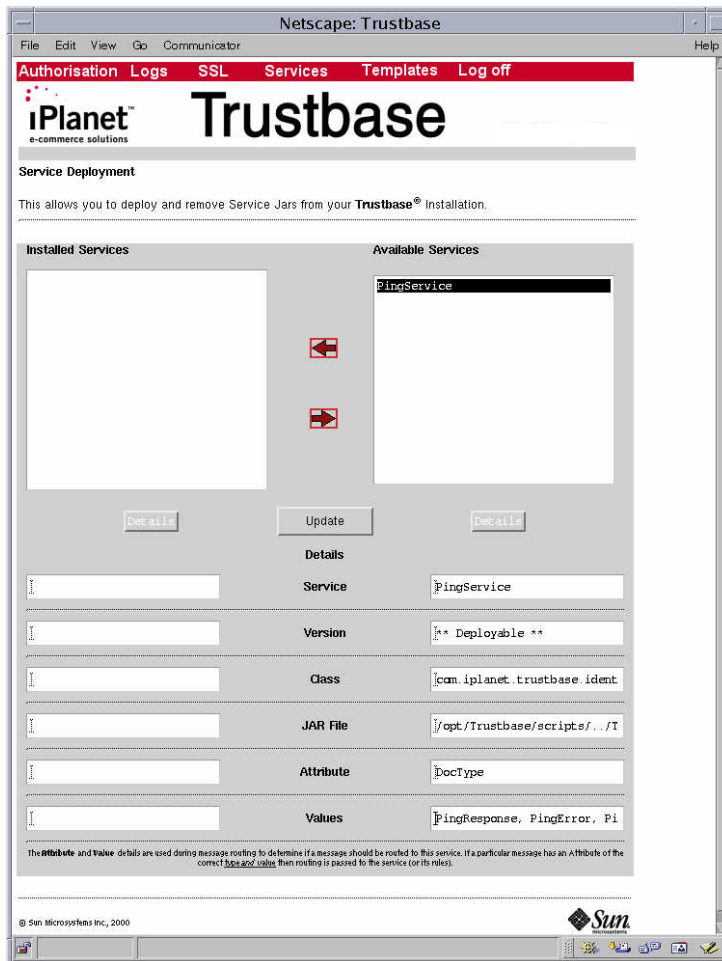 Netscape: Trustbase
File Edit View Go Communicator Help
Authorisation Logs SSL Services Templates Log off
iPlanet™
e-commerce solutions
Trustbase
Service Deployment
This allows you to deploy and remove Service Jars from your Trustbase® Installation.
Installed Services
Available Services
PingService
Details
Update
Details
Details
Service
PingService
Version
** Deployable **
Class
com.iplanet.trustbase.ident
JAR File
/opt/Trustbase/scripts/../T
Attribute
DocType
Values
PingResponse, PingError, Pi
The Attribute and Value details are used during message routing to determine if a message should be routed to this service. If a particular message has an Attribute of the
correct type and value then routing is passed to the service (or its rules).
© Sun Microsystems Inc., 2000
Sun
microsystems